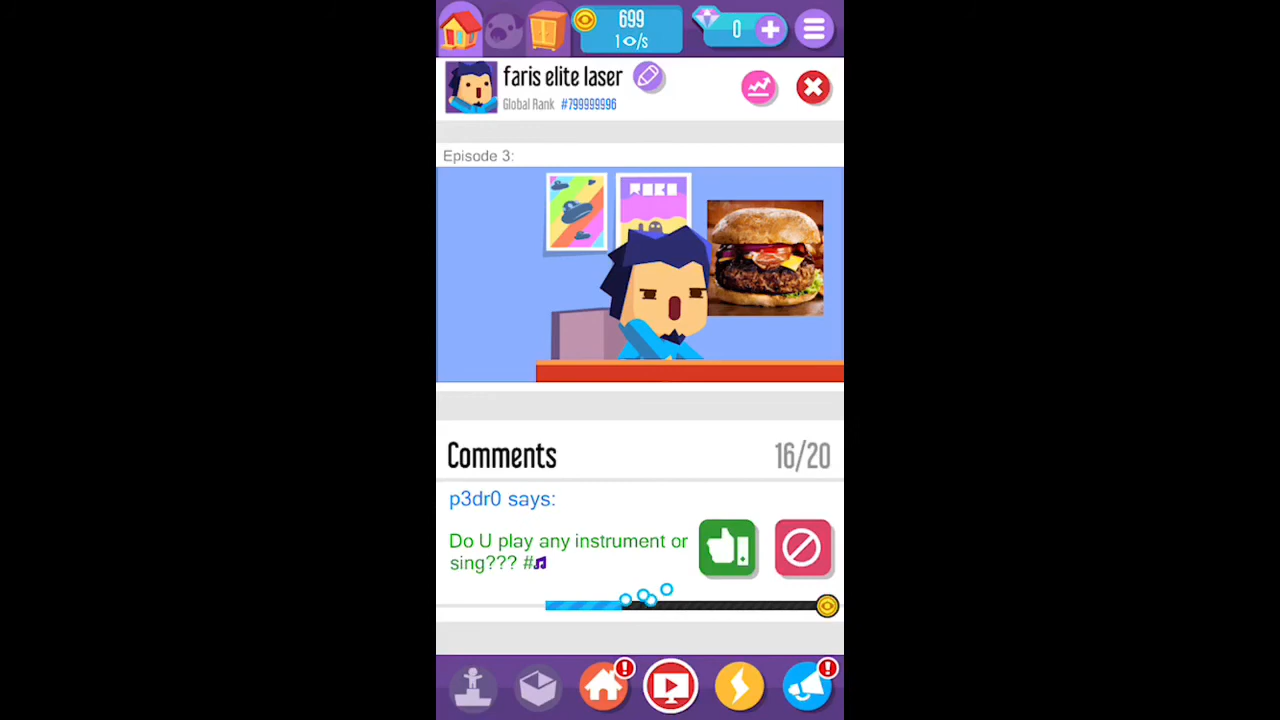 699
1 /s
0
faris elite laser
Global Rank #799999996
Episode 3:
Comments 16/20
p3dr0 says:
Do U play any instrument or
sing??? #